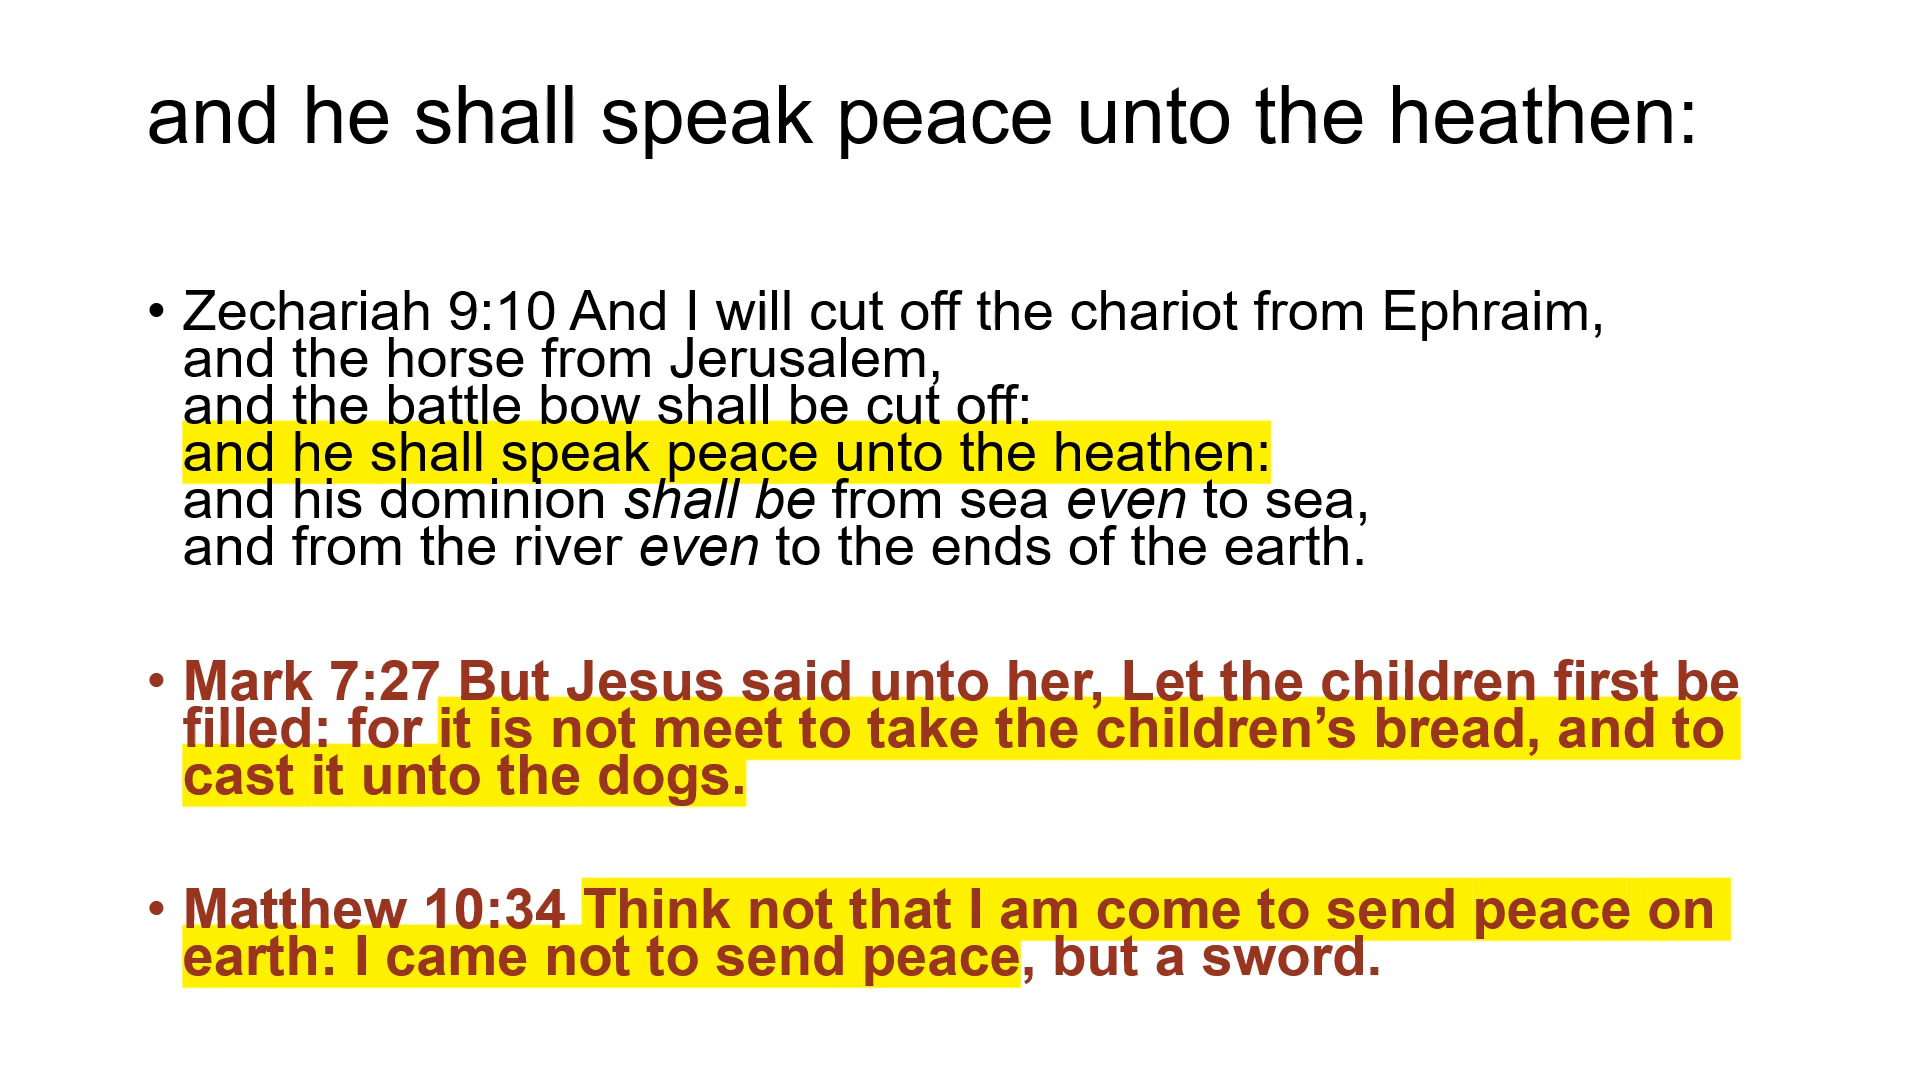 and he shall speak peace unto the heathen:
• Zechariah 9:10 And I will cut off the chariot from Ephraim,
and the horse from Jerusalem,
and the battle bow shall be cut off:
and he shall speak peace unto the heathen:
and his dominion shall be from sea even to sea,
and from the river even to the ends of the earth.
• Mark 7:27 But Jesus said unto her, Let the children first be
filled: for it is not meet to take the children’s bread, and to
cast it unto the dogs.
• Matthew 10:34 Think not that I am come to send peace on
earth: I came not to send peace, but a sword.